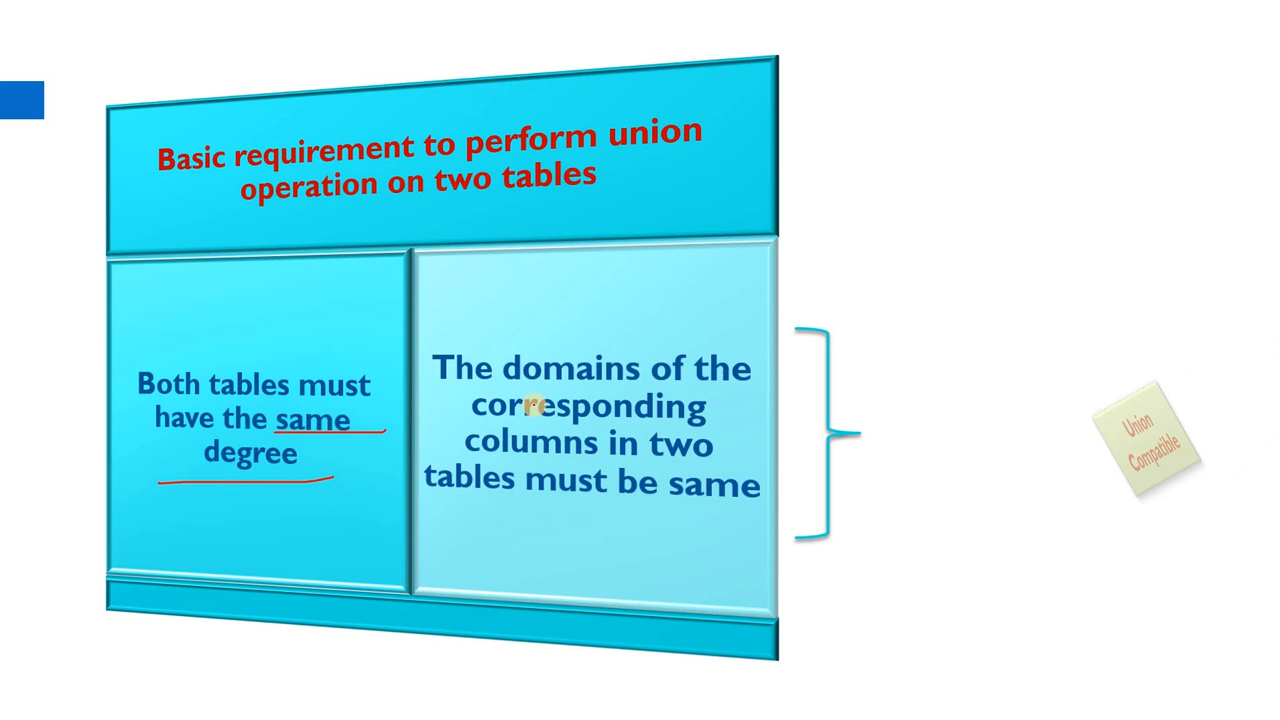 Basic requirement to perform union
operation on two tables
Both tables must
have the same
degree
The domains of the
corresponding
columns in two
tables must be same
Union
Compatible